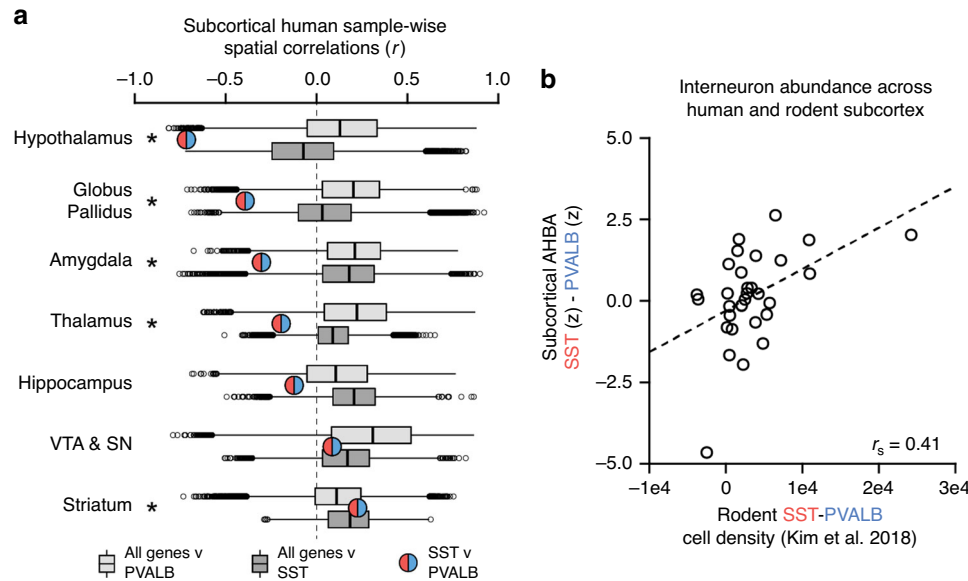 a
Subcortical human sample-wise
spatial correlations (r)
−1.0 −0.5 0.0 0.5 1.0
Hypothalamus *
Globus
Pallidus *
Amygdala *
Thalamus *
Hippocampus
VTA & SN
Striatum *
All genes v
PVALB
All genes v
SST
SST v
PVALB
b
Interneuron abundance across
human and rodent subcortex
Subcortical AHBA
SST (z) - PVALB (z)
5.0
2.5
0.0
−2.5
−5.0
rs = 0.41
−1e4 0 1e4 2e4 3e4
Rodent SST-PVALB
cell density (Kim et al. 2018)